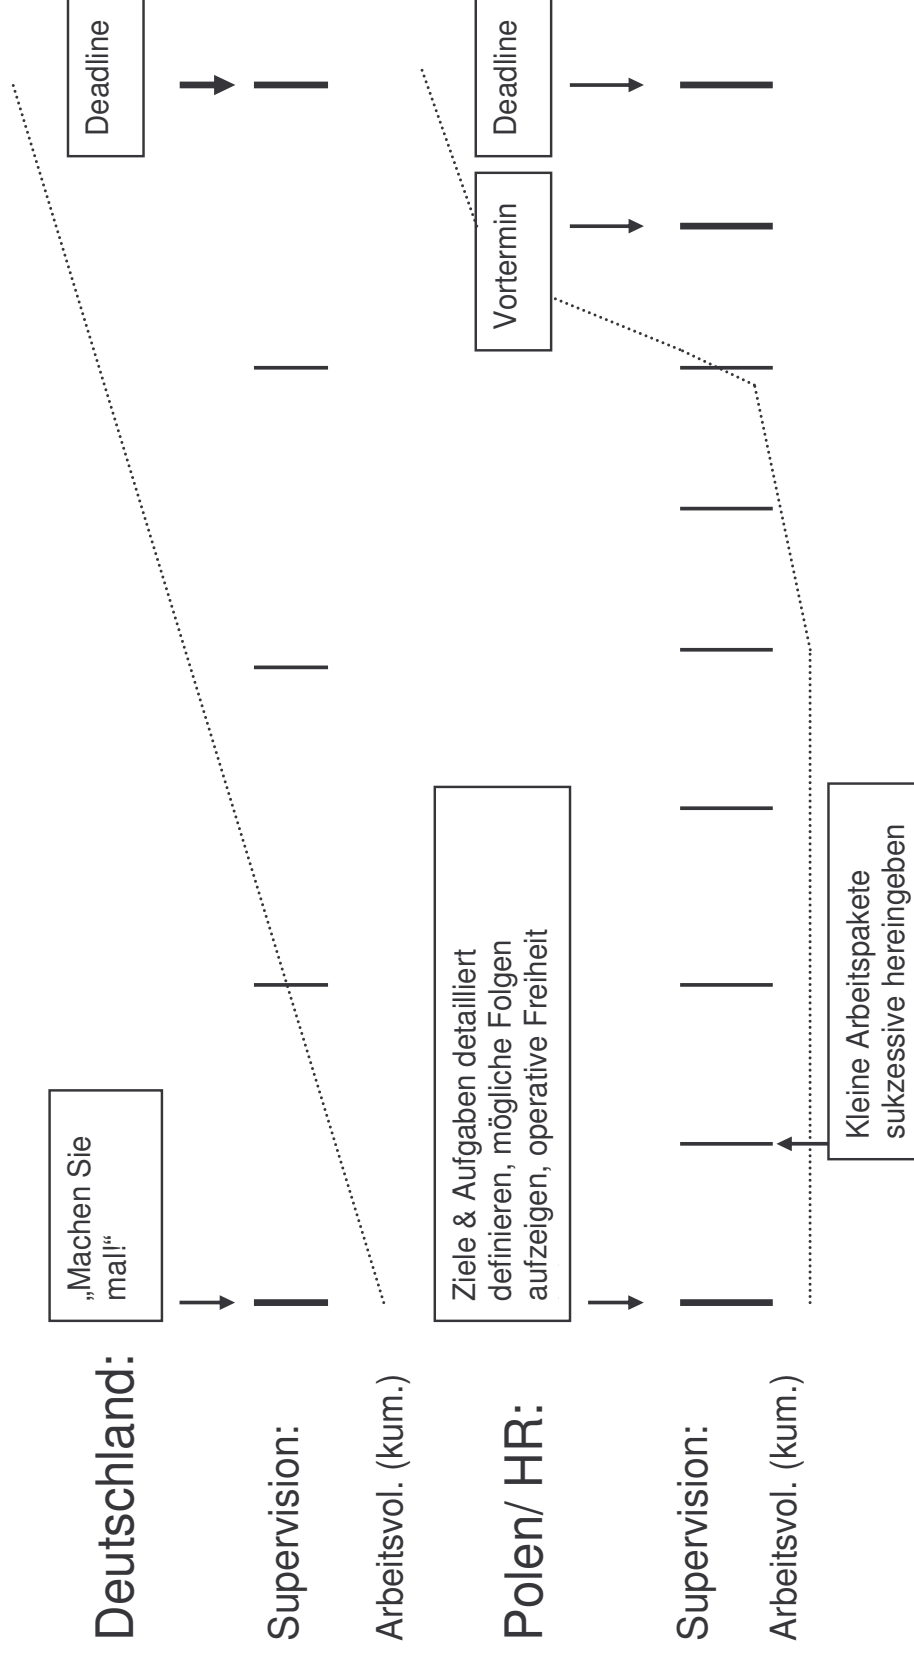 Deutschland:
„Machen Sie
mal!“
Deadline
Supervision:
Arbeitsvol. (kum.)
Polen/ HR:
Ziele & Aufgaben detailliert
definieren, mögliche Folgen
aufzeigen, operative Freiheit
Vortermin
Deadline
Supervision:
Arbeitsvol. (kum.)
Kleine Arbeitspakete
sukzessive hereingeben